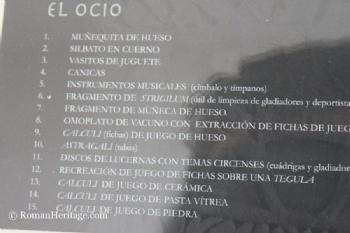 EL OCIO
1. MUÑEQUITA DE HUESO
2. SILBATO EN CUERNO
3. VASITOS DE JUGUETE
4. CANICAS
5. INSTRUMENTOS MUSICALES (címbalo y tímpanos)
6. FRAGMENTO DE STRIGILUM (útil de limpieza de gladiadores y deportista
7. FRAGMENTO DE MUÑECA DE HUESO.
8. OMOPLATO DE VACUNO CON EXTRACCIÓN DE FICHAS DE JUEG
9. CALCULI (fichas) DE JUEGO DE HUESO
10. ASTRAGALI (tabas)
11. DISCOS DE LUCERNAS CON TEMAS CIRCENSES (cuádrigas y gladiador
12. RECREACIÓN DE JUEGO DE FICHAS SOBRE UNA TEGULA
13. CALCULI DE JUEGO DE CERÁMICA
14. CALCULI DE JUEGO DE PASTA VÍTREA
15. CALCULI DE JUEGO DE PIEDRA
© RomanHeritage.com